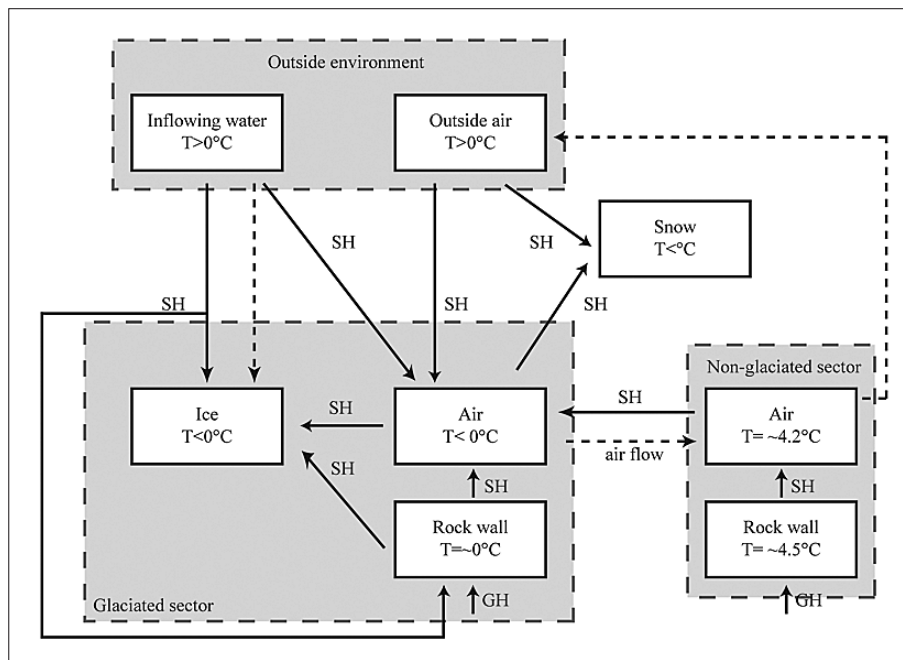 Outside environment
Inflowing water
T>0°C
Outside air
T>0°C
SH
SH
Snow
T<°C
SH
SH
SH
Non-glaciated sector
Ice
T<0°C
SH
Air
T< 0°C
SH
Air
T= ~4.2°C
air flow
SH
SH
SH
Rock wall
T=~0°C
Rock wall
T=~4.5°C
Glaciated sector
GH
GH